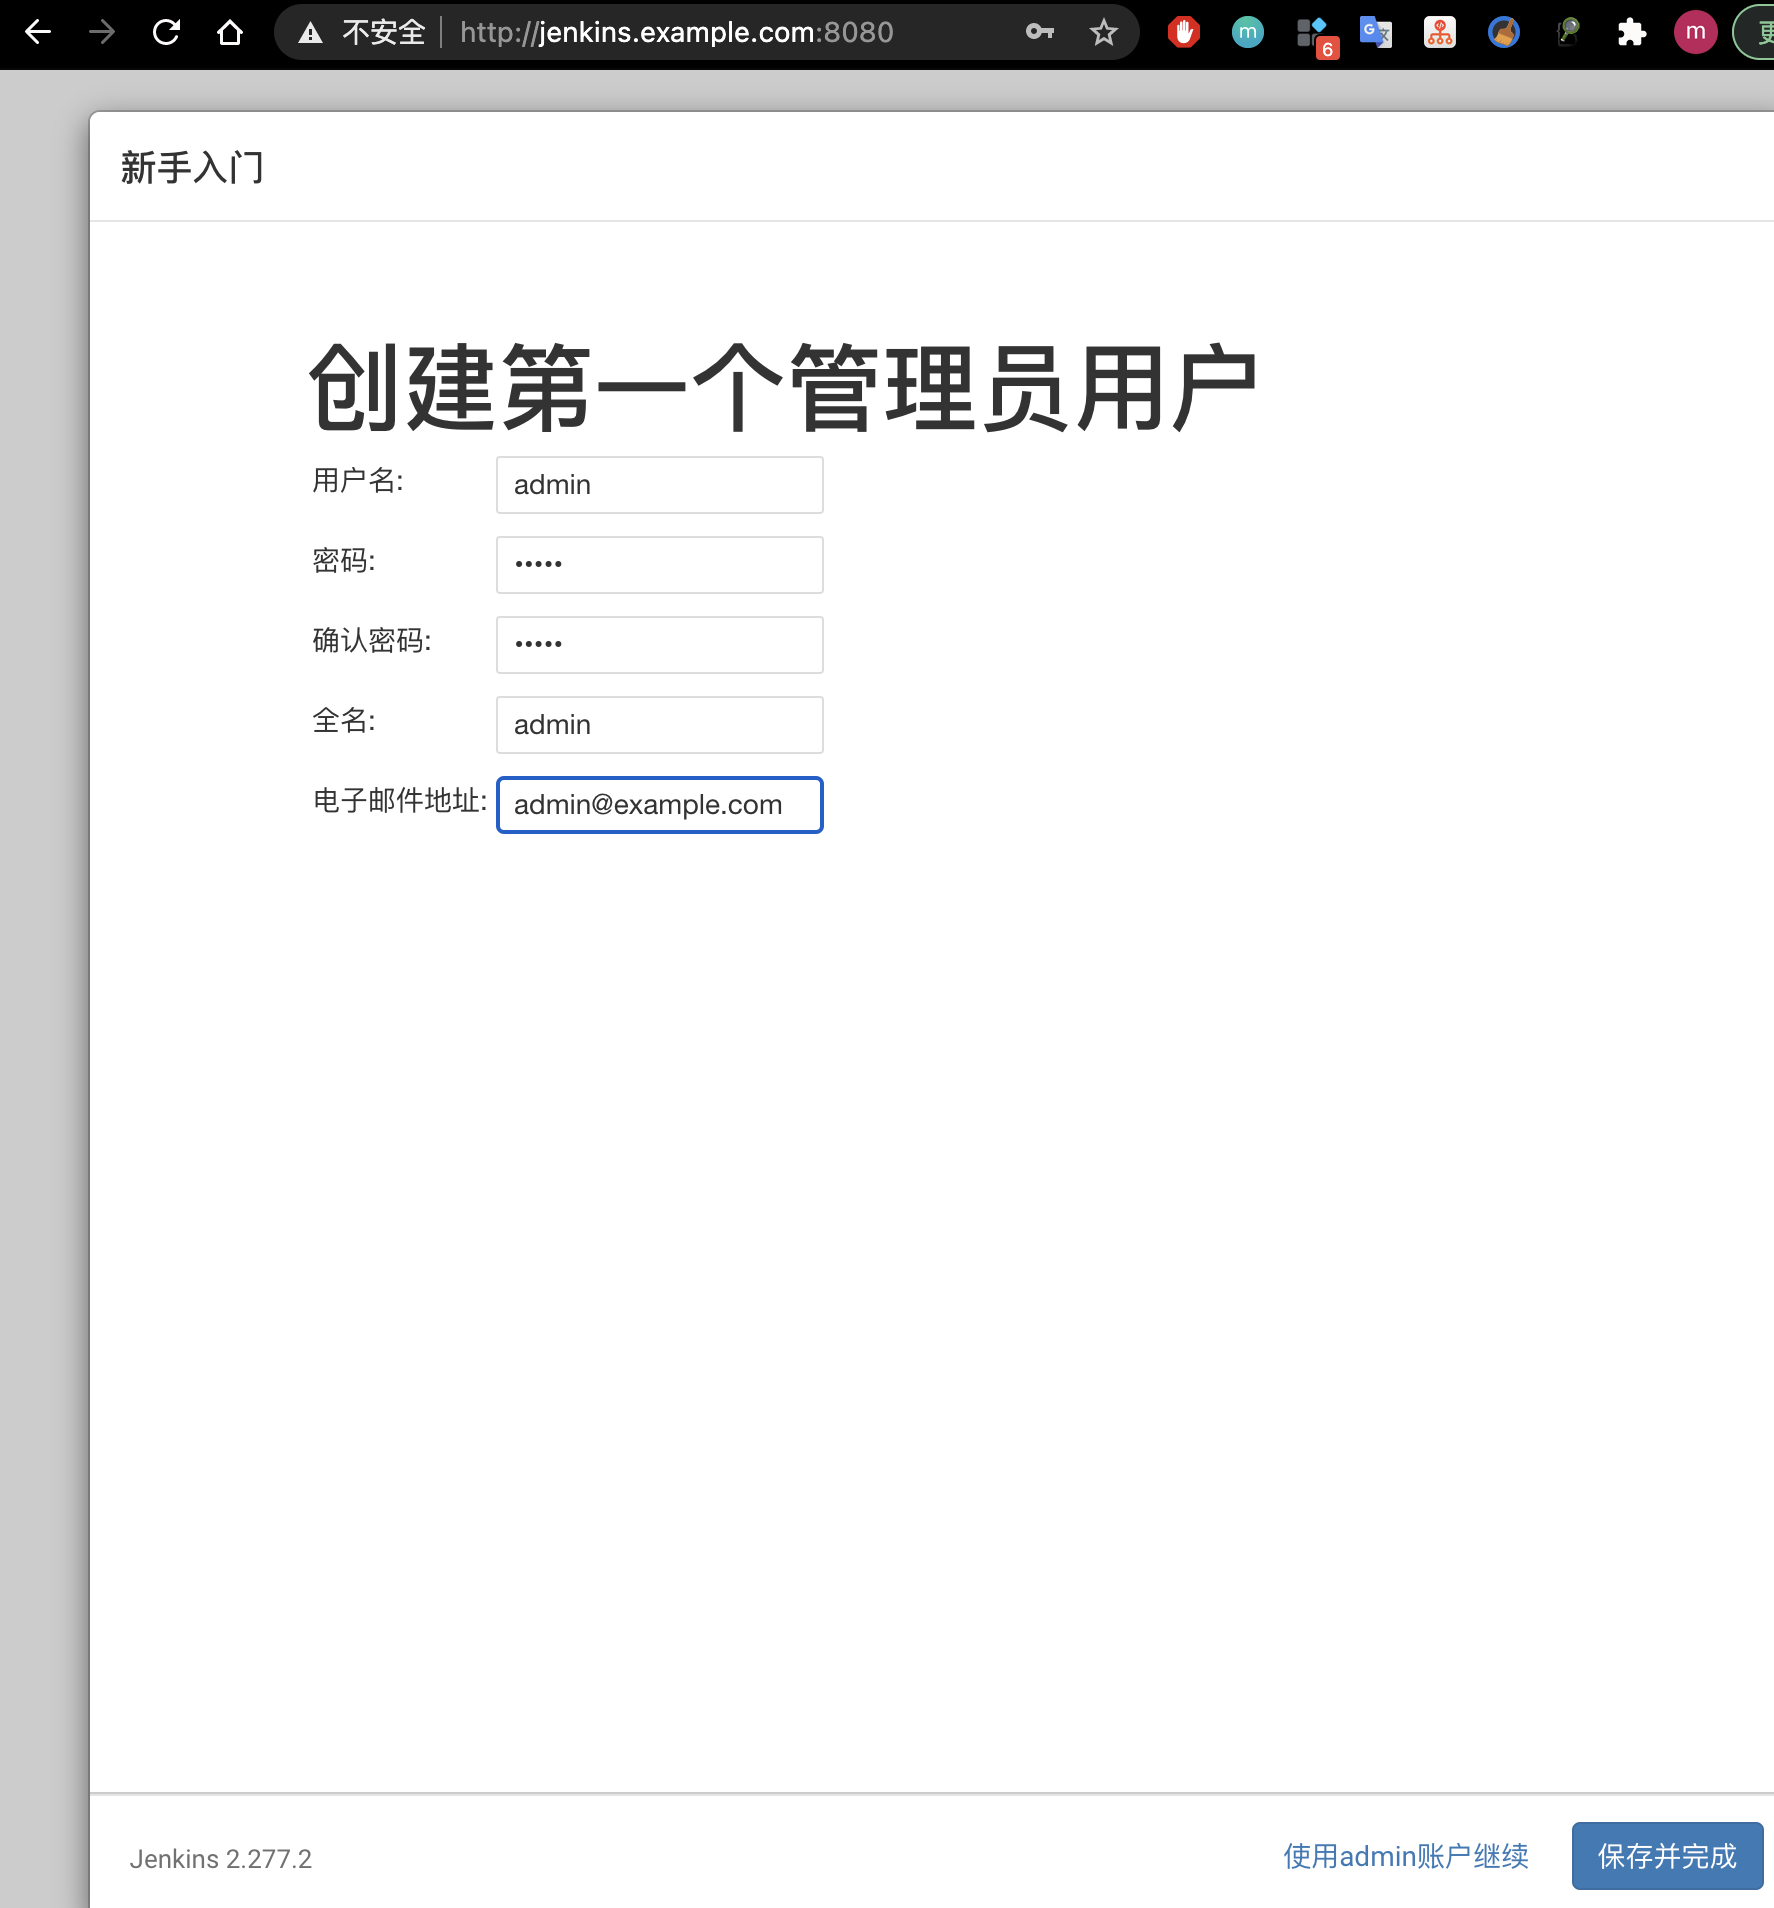 不安全 http://jenkins.example.com:8080
m
6
m
新手入门
创建第一个管理员用户
用户名: admin
密码: •••••
确认密码: •••••
全名: admin
电子邮件地址: admin@example.com
Jenkins 2.277.2
使用admin账户继续
保存并完成